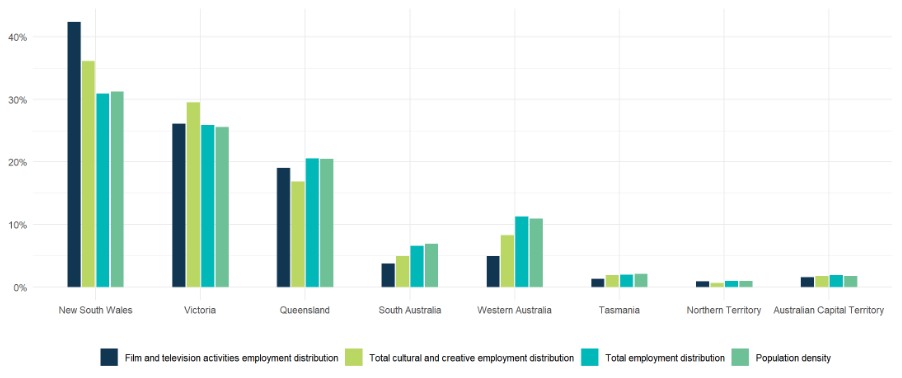 40%
30%
20%
10%
0%
New South Wales Victoria Queensland South Australia Western Australia Tasmania Northern Territory Australian Capital Territory
Film and television activities employment distribution Total cultural and creative employment distribution Total employment distribution Population density